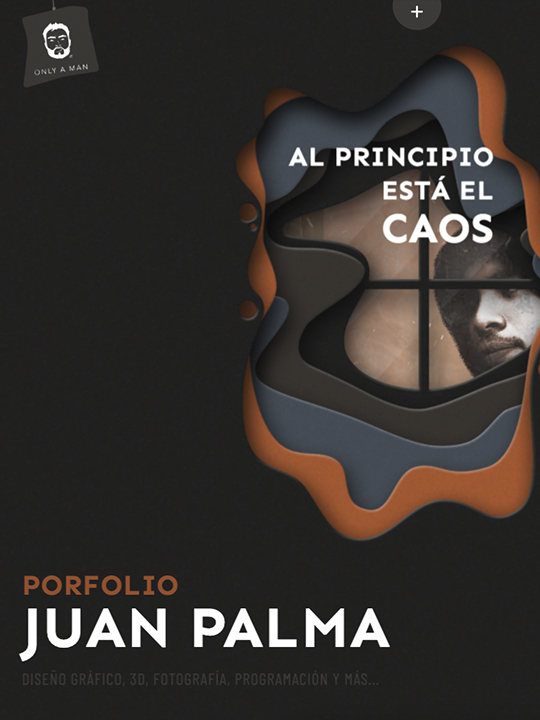 ONLY A MAN
AL PRINCIPIO
ESTÁ EL
CAOS
PORFOLIO
JUAN PALMA
DISEÑO GRÁFICO, 3D, FOTOGRAFÍA, PROGRAMACIÓN Y MÁS...